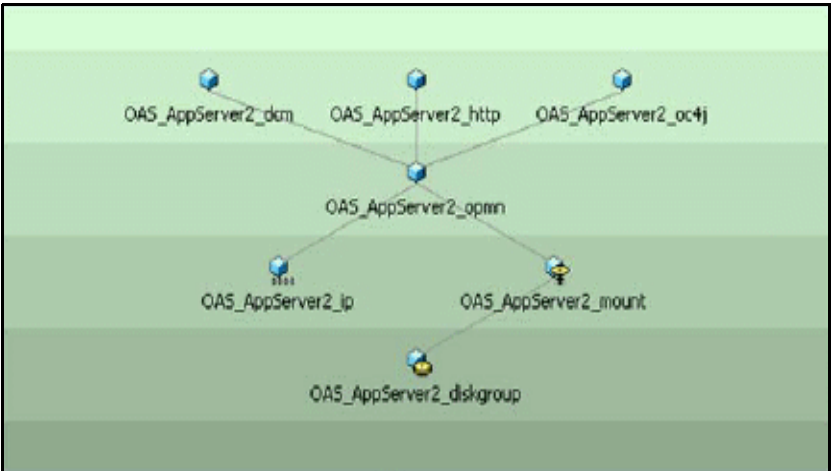 OAS_AppServer2_dcm OAS_AppServer2_http OAS_AppServer2_oc4j
OAS_AppServer2_opmn
OAS_AppServer2_ip OAS_AppServer2_mount
OAS_AppServer2_diskgroup